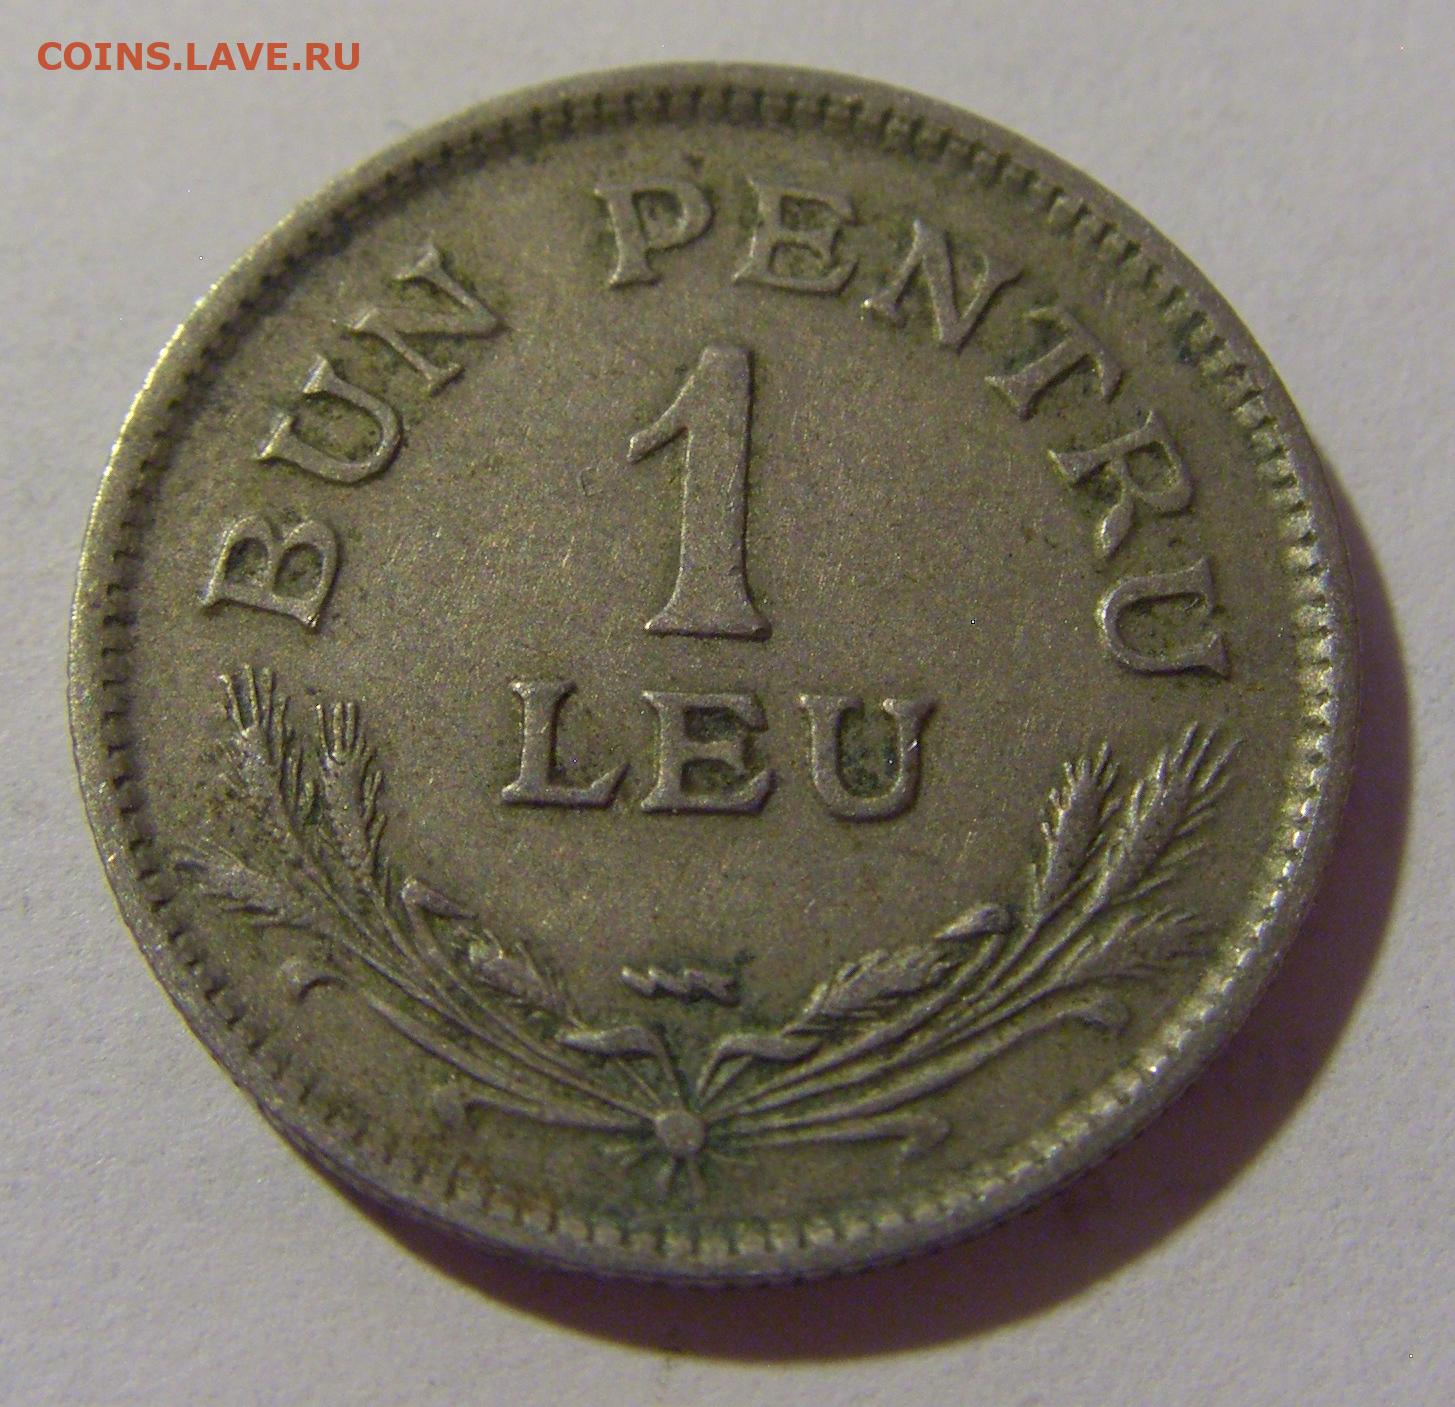 COINS.LAVE.RU
BUN PENTRU
1
LEU